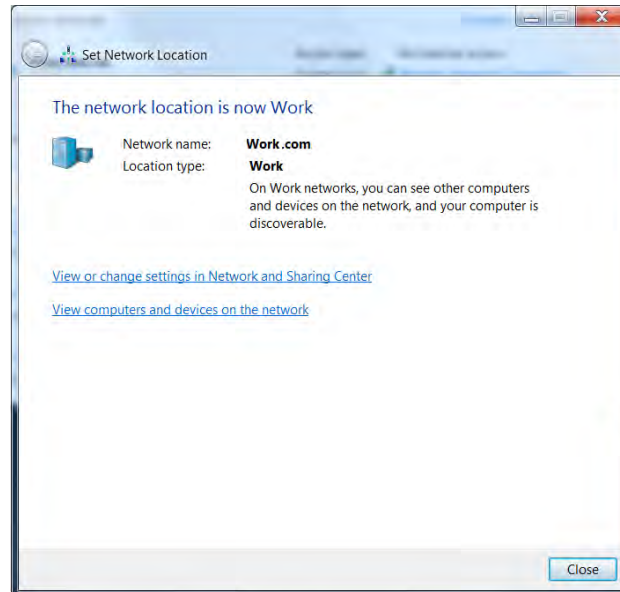 Set Network Location
The network location is now Work
Network name: Work.com
Location type: Work
On Work networks, you can see other computers
and devices on the network, and your computer is
discoverable.
View or change settings in Network and Sharing Center
View computers and devices on the network
Close